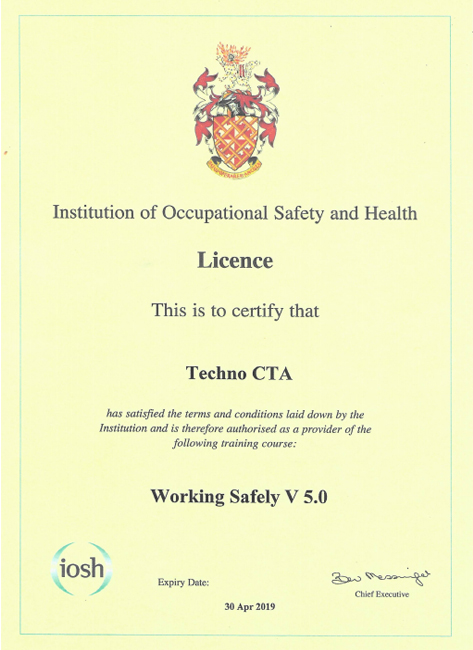 Institution of Occupational Safety and Health
Licence
This is to certify that
Techno CTA
has satisfied the terms and conditions laid down by the
Institution and is therefore authorised as a provider of the
following training course:
Working Safely V 5.0
iosh
Expiry Date:
30 Apr 2019
Chief Executive